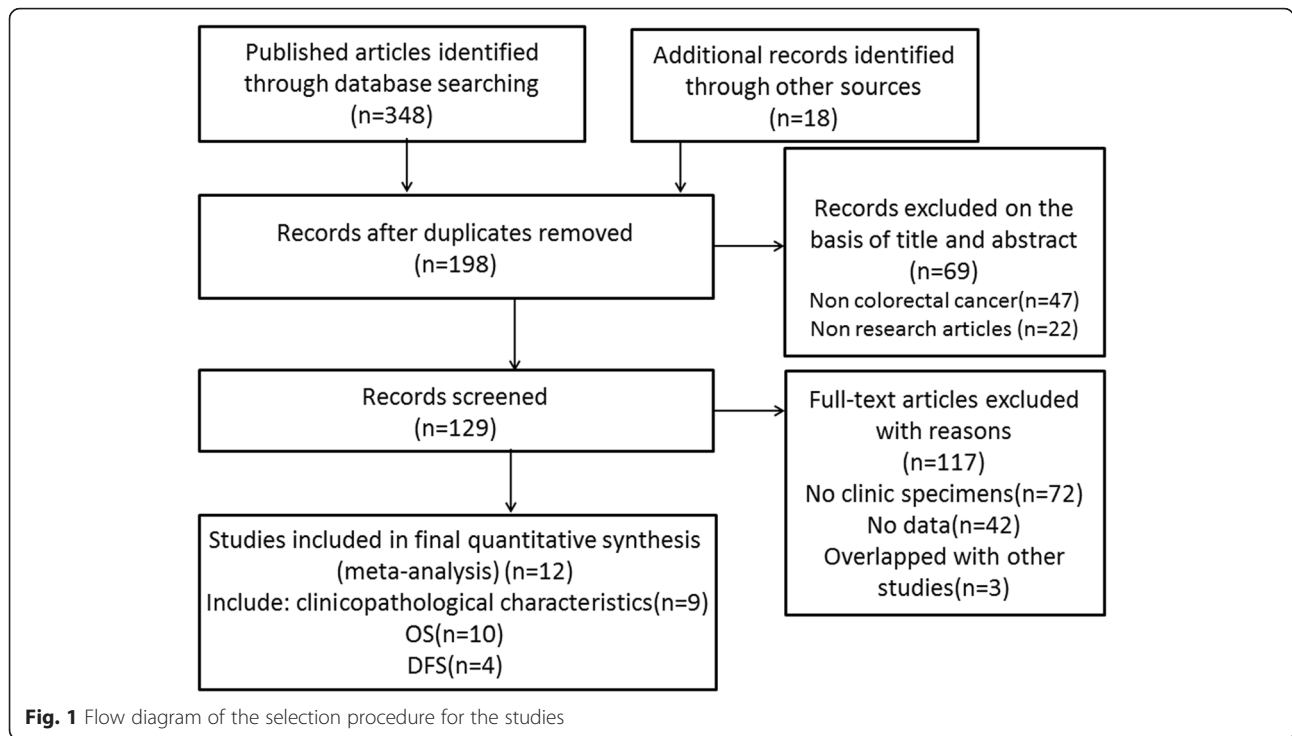 Published articles identified
through database searching
(n=348)
Additional records identified
through other sources
(n=18)
Records after duplicates removed
(n=198)
Records excluded on the
basis of title and abstract
(n=69)
Non colorectal cancer(n=47)
Non research articles (n=22)
Records screened
(n=129)
Full-text articles excluded
with reasons
(n=117)
No clinic specimens(n=72)
No data(n=42)
Overlapped with other
studies(n=3)
Studies included in final quantitative synthesis
(meta-analysis) (n=12)
Include: clinicopathological characteristics(n=9)
OS(n=10)
DFS(n=4)
Fig. 1 Flow diagram of the selection procedure for the studies